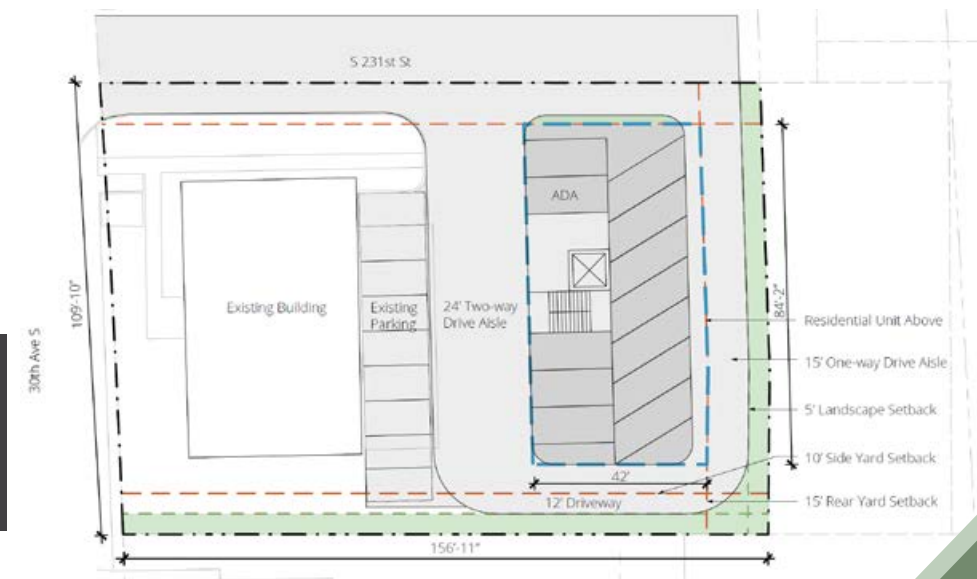 S 231st St
ADA
109'-10"
84'-2"
Existing Building
Existing
Parking
24' Two-way
Drive Aisle
Residential Unit Above
30th Ave S
15' One-way Drive Aisle
5' Landscape Setback
10' Side Yard Setback
42'
12' Driveway
15' Rear Yard Setback
156'-11"